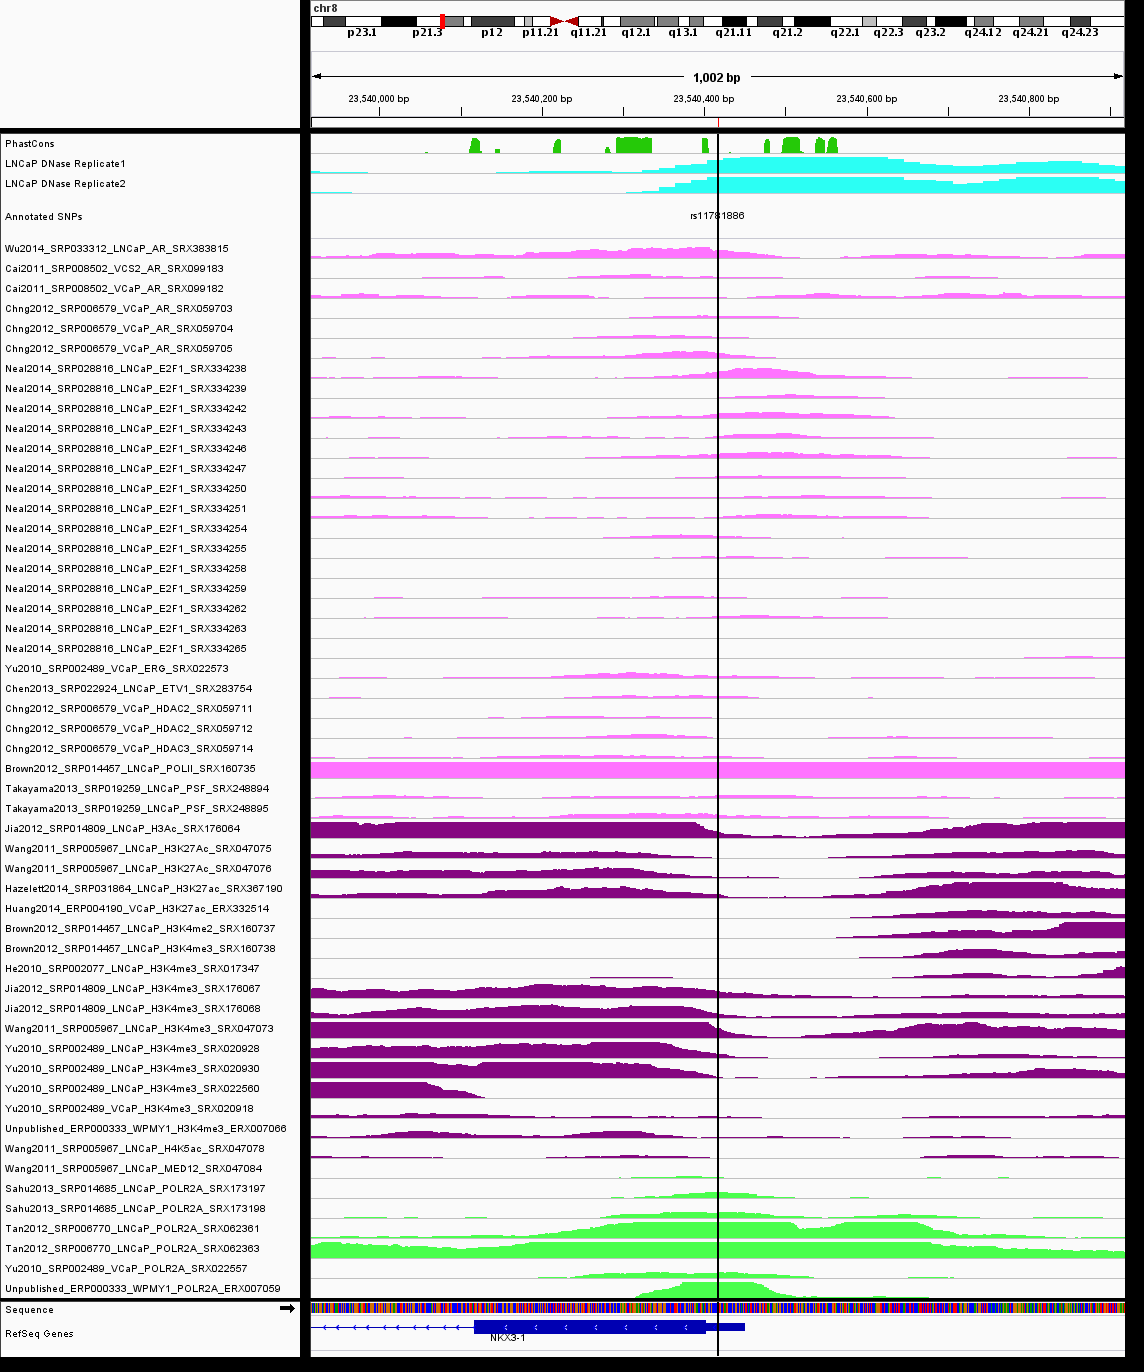 chr8
p23.1 p21.3 p12 p11.21 q11.21 q12.1 q13.1 q21.11 q21.2 q22.1 q22.3 q23.2 q24.12 q24.21 q24.23
1,002 bp
23,540,000 bp 23,540,200 bp 23,540,400 bp 23,540,600 bp 23,540,800 bp
PhastCons
LNCaP DNase Replicate1
LNCaP DNase Replicate2
Annotated SNPs rs11781886
Wu2014_SRP033312_LNCaP_AR_SRX383815
Cai2011_SRP008502_VCS2_AR_SRX099183
Cai2011_SRP008502_VCaP_AR_SRX099182
Chng2012_SRP006579_VCaP_AR_SRX059703
Chng2012_SRP006579_VCaP_AR_SRX059704
Chng2012_SRP006579_VCaP_AR_SRX059705
Neal2014_SRP028816_LNCaP_E2F1_SRX334238
Neal2014_SRP028816_LNCaP_E2F1_SRX334239
Neal2014_SRP028816_LNCaP_E2F1_SRX334242
Neal2014_SRP028816_LNCaP_E2F1_SRX334243
Neal2014_SRP028816_LNCaP_E2F1_SRX334246
Neal2014_SRP028816_LNCaP_E2F1_SRX334247
Neal2014_SRP028816_LNCaP_E2F1_SRX334250
Neal2014_SRP028816_LNCaP_E2F1_SRX334251
Neal2014_SRP028816_LNCaP_E2F1_SRX334254
Neal2014_SRP028816_LNCaP_E2F1_SRX334255
Neal2014_SRP028816_LNCaP_E2F1_SRX334258
Neal2014_SRP028816_LNCaP_E2F1_SRX334259
Neal2014_SRP028816_LNCaP_E2F1_SRX334262
Neal2014_SRP028816_LNCaP_E2F1_SRX334263
Neal2014_SRP028816_LNCaP_E2F1_SRX334265
Yu2010_SRP002489_VCaP_ERG_SRX022573
Chen2013_SRP022924_LNCaP_ETV1_SRX283754
Chng2012_SRP006579_VCaP_HDAC2_SRX059711
Chng2012_SRP006579_VCaP_HDAC2_SRX059712
Chng2012_SRP006579_VCaP_HDAC3_SRX059714
Brown2012_SRP014457_LNCaP_POLII_SRX160735
Takayama2013_SRP019259_LNCaP_PSF_SRX248894
Takayama2013_SRP019259_LNCaP_PSF_SRX248895
Jia2012_SRP014809_LNCaP_H3Ac_SRX176064
Wang2011_SRP005967_LNCaP_H3K27Ac_SRX047075
Wang2011_SRP005967_LNCaP_H3K27Ac_SRX047076
Hazelett2014_SRP031864_LNCaP_H3K27ac_SRX367190
Huang2014_ERP004190_VCaP_H3K27ac_ERX332514
Brown2012_SRP014457_LNCaP_H3K4me2_SRX160737
Brown2012_SRP014457_LNCaP_H3K4me3_SRX160738
He2010_SRP002077_LNCaP_H3K4me3_SRX017347
Jia2012_SRP014809_LNCaP_H3K4me3_SRX176067
Jia2012_SRP014809_LNCaP_H3K4me3_SRX176068
Wang2011_SRP005967_LNCaP_H3K4me3_SRX047073
Yu2010_SRP002489_LNCaP_H3K4me3_SRX020928
Yu2010_SRP002489_LNCaP_H3K4me3_SRX020930
Yu2010_SRP002489_LNCaP_H3K4me3_SRX022560
Yu2010_SRP002489_VCaP_H3K4me3_SRX020918
Unpublished_ERP000333_WPMY1_H3K4me3_ERX007066
Wang2011_SRP005967_LNCaP_H4K5ac_SRX047078
Wang2011_SRP005967_LNCaP_MED12_SRX047084
Sahu2013_SRP014685_LNCaP_POLR2A_SRX173197
Sahu2013_SRP014685_LNCaP_POLR2A_SRX173198
Tan2012_SRP006770_LNCaP_POLR2A_SRX062361
Tan2012_SRP006770_LNCaP_POLR2A_SRX062363
Yu2010_SRP002489_VCaP_POLR2A_SRX022557
Unpublished_ERP000333_WPMY1_POLR2A_ERX007059
Sequence
RefSeq Genes NKX3-1